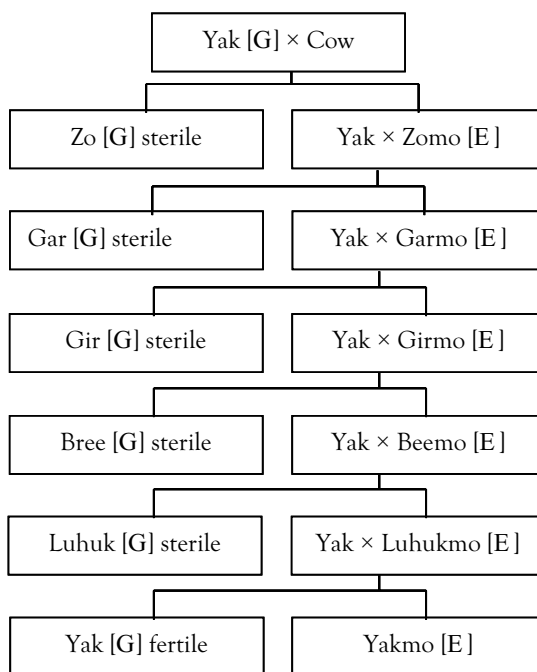 Yak [G] × Cow
Zo [G] sterile
Yak × Zomo [E]
Gar [G] sterile
Yak × Garmo [E]
Gir [G] sterile
Yak × Girmo [E]
Bree [G] sterile
Yak × Beemo [E]
Luhuk [G] sterile
Yak × Luhukmo [E]
Yak [G] fertile
Yakmo [E]